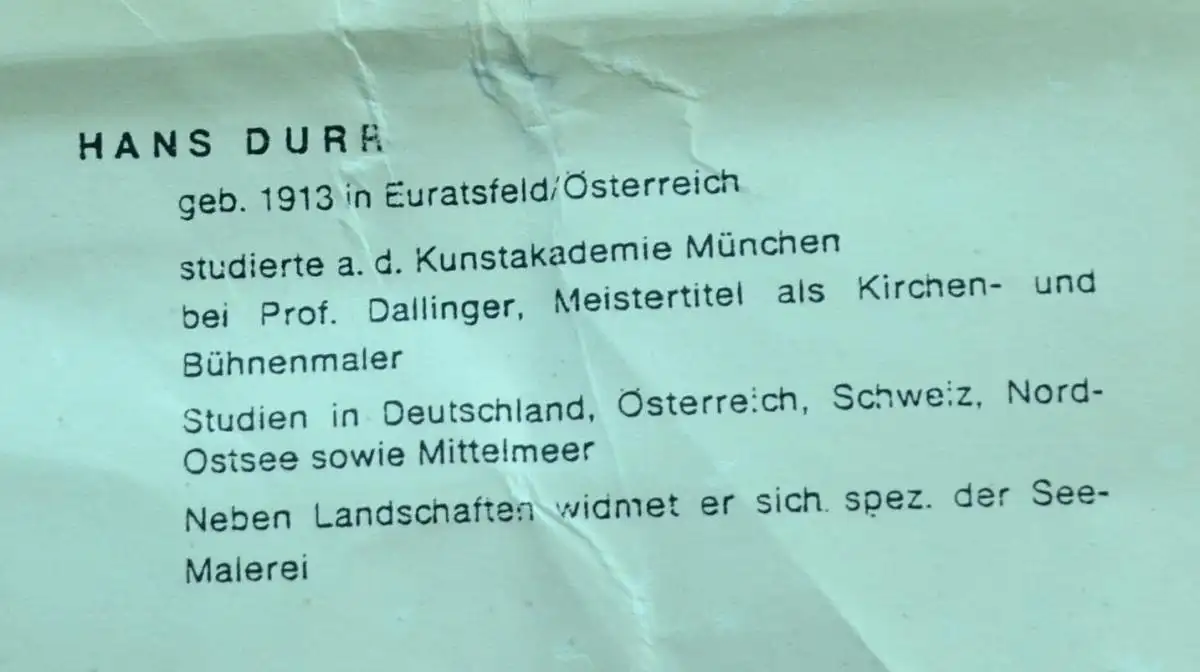 HANS DURR
geb. 1913 in Euratsfeld/Österreich
studierte a. d. Kunstakademie München
bei Prof. Dallinger, Meistertitel als Kirchen- und
Bühnenmaler
Studien in Deutschland, Österreich, Schweiz, Nord-
Ostsee sowie Mittelmeer
Neben Landschaften widmet er sich spez. der See-
Malerei